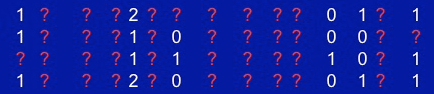 1 ? ? ? 2 ? ? ? ? ? ? 0 1 ? 1
1 ? ? ? 1 ? 0 ? ? ? ? 0 0 ? ?
? ? ? ? 1 ? 1 ? ? ? ? 1 0 ? 1
1 ? ? ? 2 ? 0 ? ? ? ? 0 1 ? 1